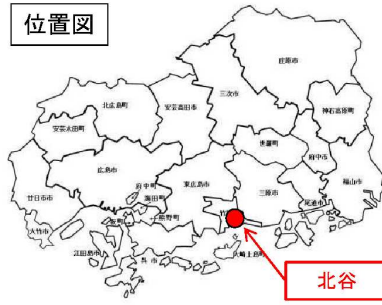 位置図
庄原市
三次市
北広島町
安芸高田市
神石高原町
安芸太田町
世羅町
府中市
広島市
東広島市
福山市
三原市
尾道市
廿日市市
府中町
海田町
熊野町
坂町
竹
大竹市
江田島市
呉市
大崎上島町
北谷